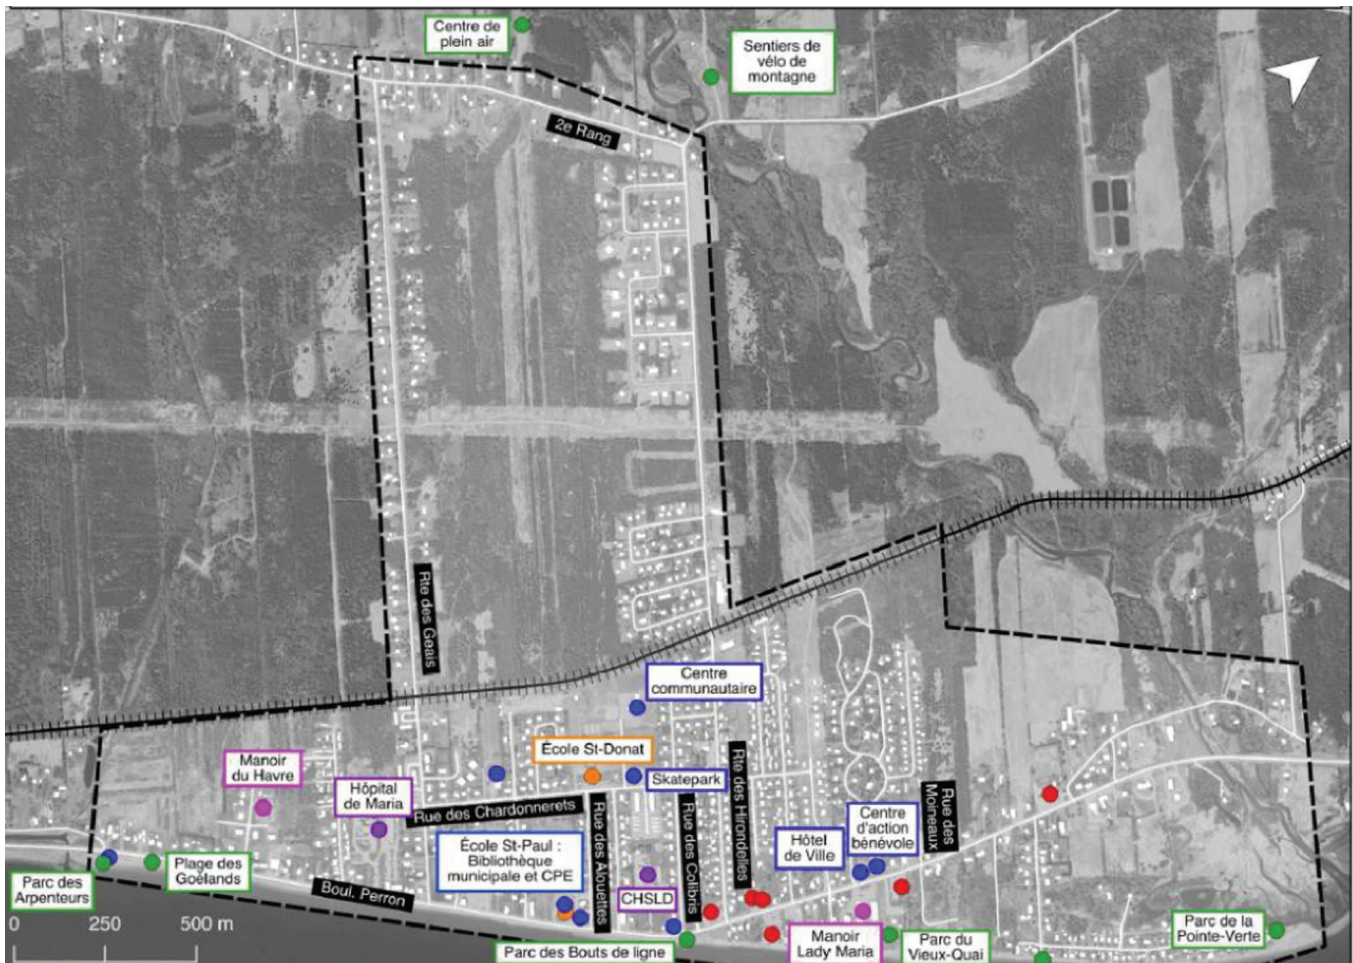 Centre de
plein air
Sentiers de
vélo de
montagne
2e Rang
Rte des Geais
Centre
communautaire
École St-Donat
Manoir
du Havre
Hôpital
de Maria
Skatepark
Rue des Chardonnerets
Rue des Alouettes
Rue des Colibris
Rte des Hirondelles
Rue des
Moineaux
École St-Paul :
Bibliothèque
municipale et CPE
Hôtel
de Ville
Centre
d'action
bénévole
Plage des
Goëlands
Parc des
Arpenteurs
Boul. Perron
CHSLD
Parc des Bouts de ligne
Manoir
Lady Maria
Parc du
Vieux-Quai
Parc de la
Pointe-Verte
0 250 500 m